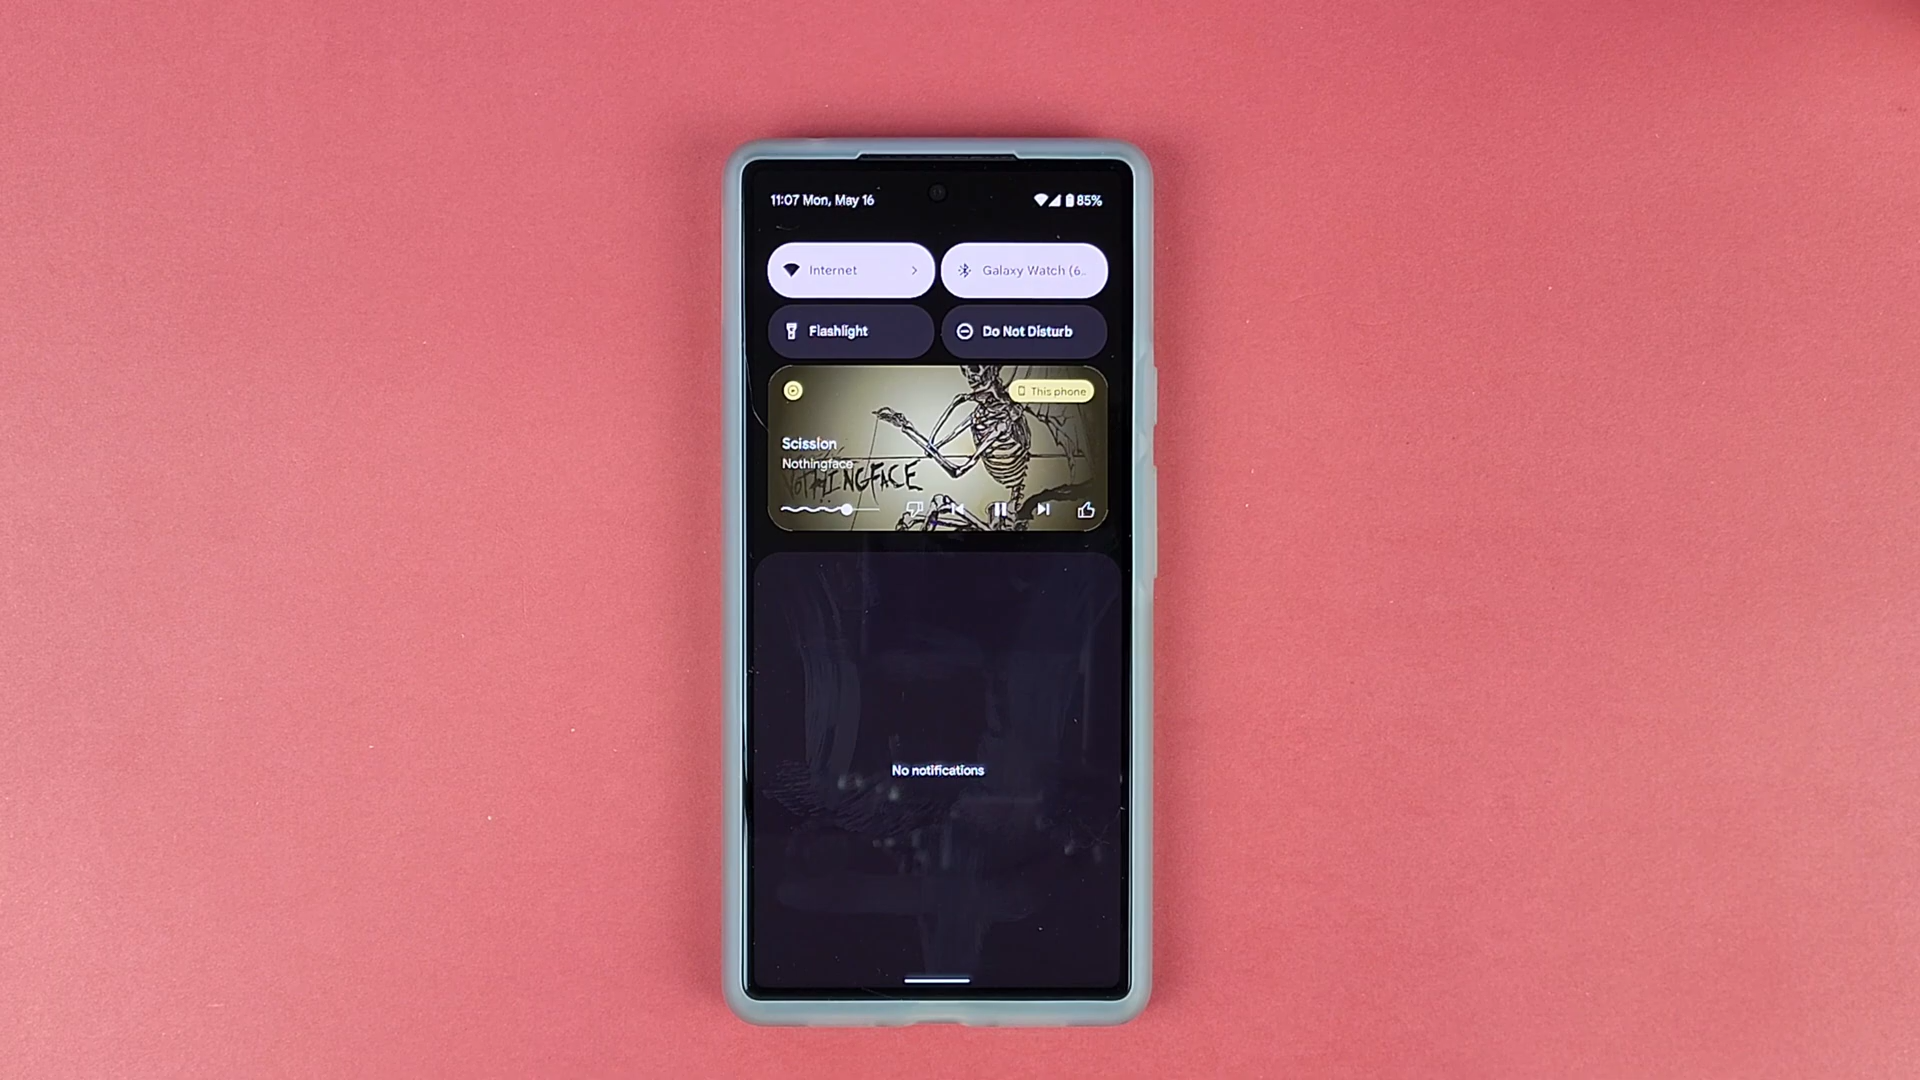 11:07 Mon, May 16
85%
Internet
Galaxy Watch (6..
Flashlight
Do Not Disturb
This phone
Scission
Nothingface
NOTHINGFACE
No notifications